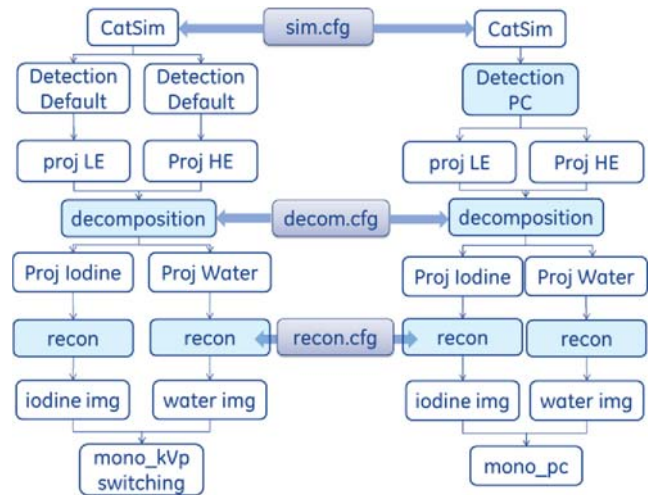 CatSim
sim.cfg
CatSim
Detection
Default
Detection
Default
Detection
PC
proj LE
Proj HE
proj LE
Proj HE
decomposition
decom.cfg
decomposition
Proj Iodine
Proj Water
Proj Iodine
Proj Water
recon
recon
recon.cfg
recon
recon
iodine img
water img
iodine img
water img
mono_kVp
switching
mono_pc